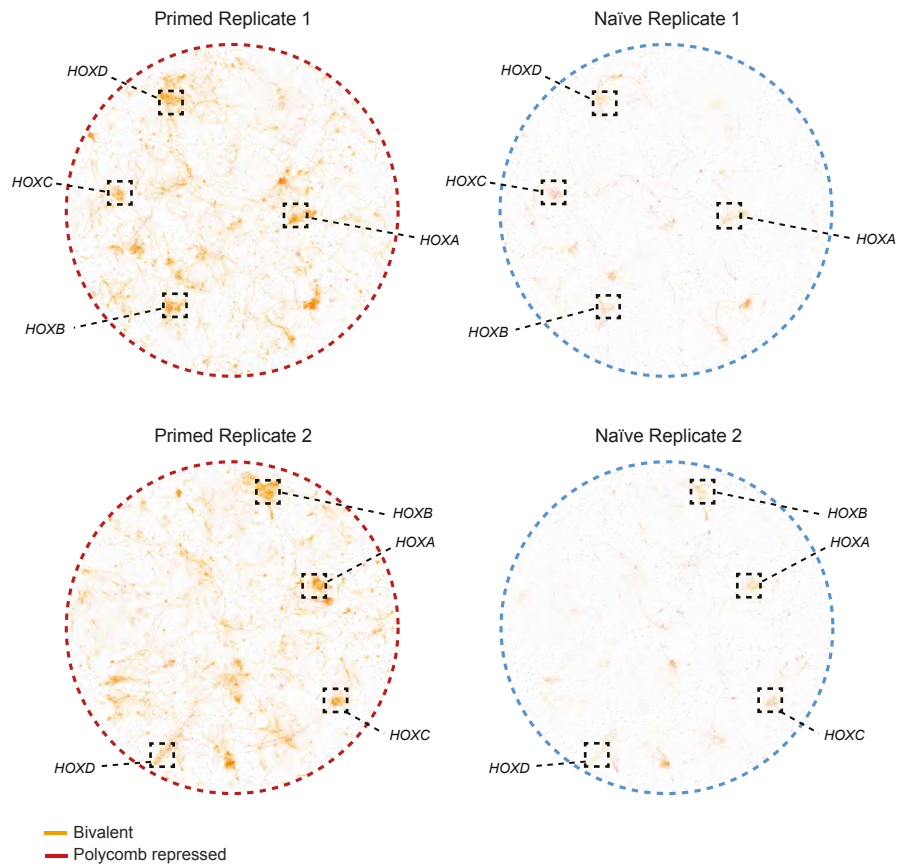 Primed Replicate 1
Naïve Replicate 1
HOXD
HOXD
HOXC
HOXC
HOXA
HOXA
HOXB
HOXB
Primed Replicate 2
Naïve Replicate 2
HOXB
HOXB
HOXA
HOXA
HOXC
HOXC
HOXD
HOXD
Bivalent
Polycomb repressed